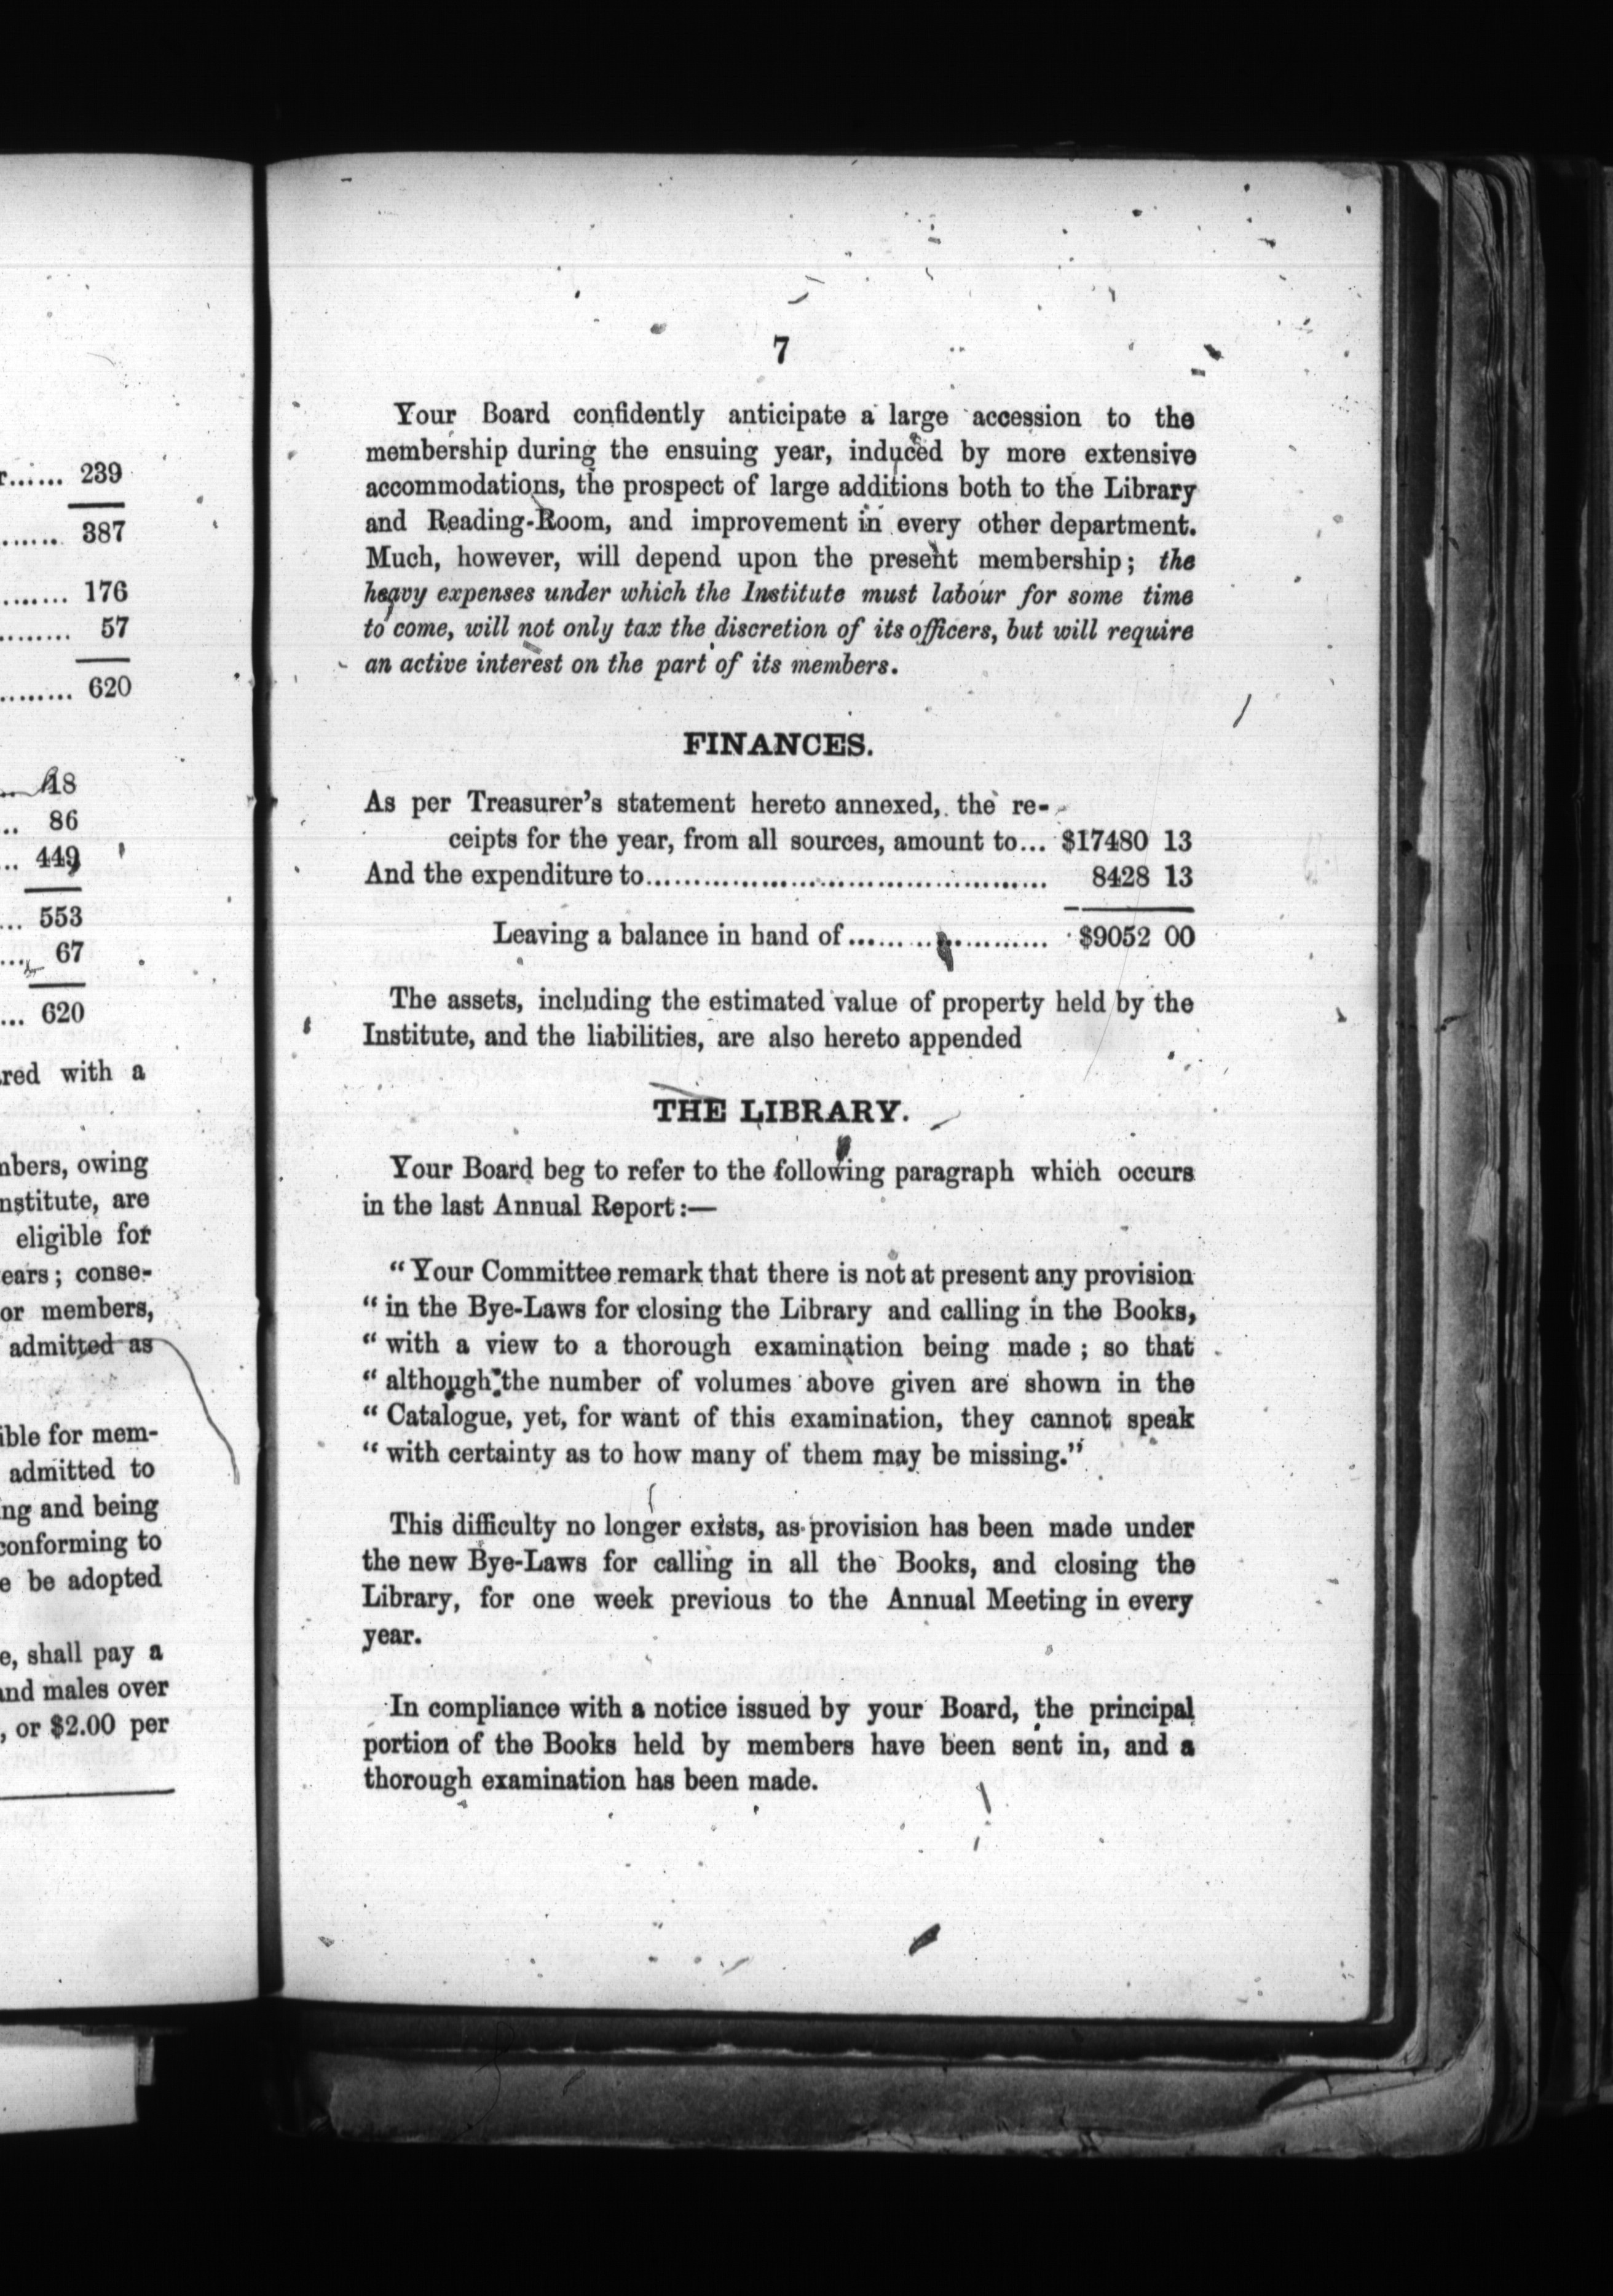 239
387
176
57
620
18
86
449
553
67
620
red with a
owing
are
eligible for
conse-
or members,
admitted as
for mem-
admitted to
and being
conforming to
be adopted
shall pay a
and males over
or $2.00 per
7
Your Board confidently anticipate a large accession to the
membership during the ensuing year, induced by more extensive
accommodations, the prospect of large additions both to the Library
and Reading-Room, and improvement in every other department.
Much, however, will depend upon the present membership; the
heavy expenses under which the Institute must labour for some time
to come, will not only tax the discretion of its officers, but will require
an active interest on the part of its members.
FINANCES.
As per Treasurer's statement hereto annexed, the re-
ceipts for the year, from all sources, amount to... $17480 13
And the expenditure to.......................................... 8428 13
Leaving a balance in hand of..................... $9052 00
The assets, including the estimated value of property held by the
Institute, and the liabilities, are also hereto appended
THE LIBRARY.
Your Board beg to refer to the following paragraph which occurs
in the last Annual Report:—
"Your Committee remark that there is not at present any provision
"in the Bye-Laws for closing the Library and calling in the Books,
"with a view to a thorough examination being made; so that
"although the number of volumes above given are shown in the
"Catalogue, yet, for want of this examination, they cannot speak
"with certainty as to how many of them may be missing."
This difficulty no longer exists, as provision has been made under
the new Bye-Laws for calling in all the Books, and closing the
Library, for one week previous to the Annual Meeting in every
year.
In compliance with a notice issued by your Board, the principal
portion of the Books held by members have been sent in, and a
thorough examination has been made.